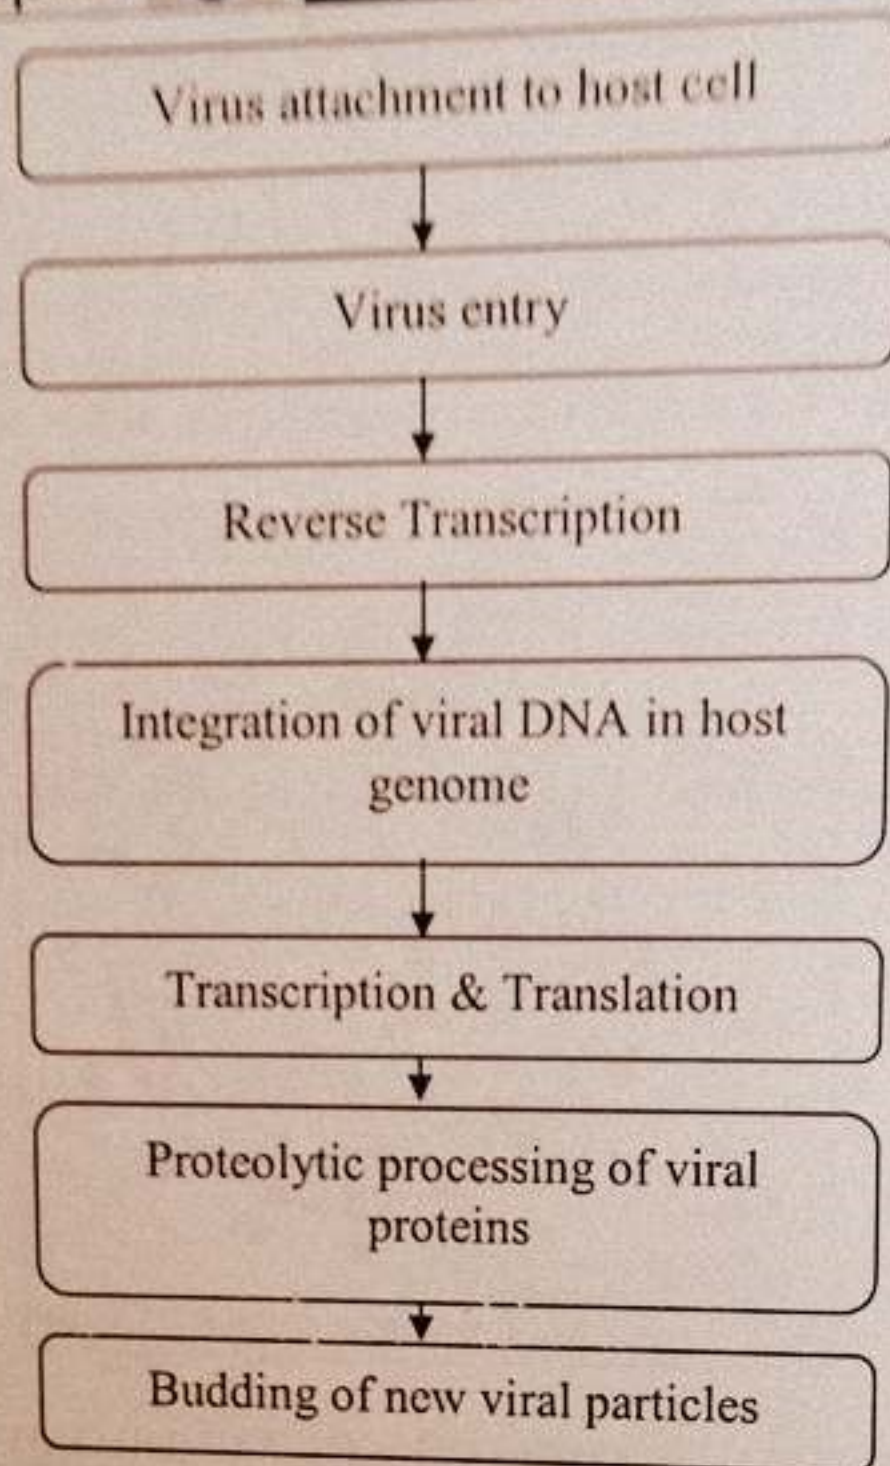 Virus attachment to host cell
Virus entry
Reverse Transcription
Integration of viral DNA in host
genome
Transcription & Translation
Proteolytic processing of viral
proteins
Budding of new viral particles